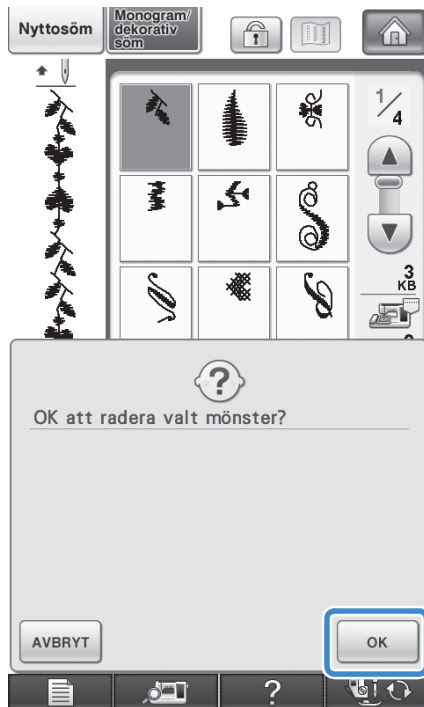 Nyttosöm
Monogram/
dekorativ
söm
1/4
3
KB
?
OK att radera valt mönster?
AVBRYT
OK
?